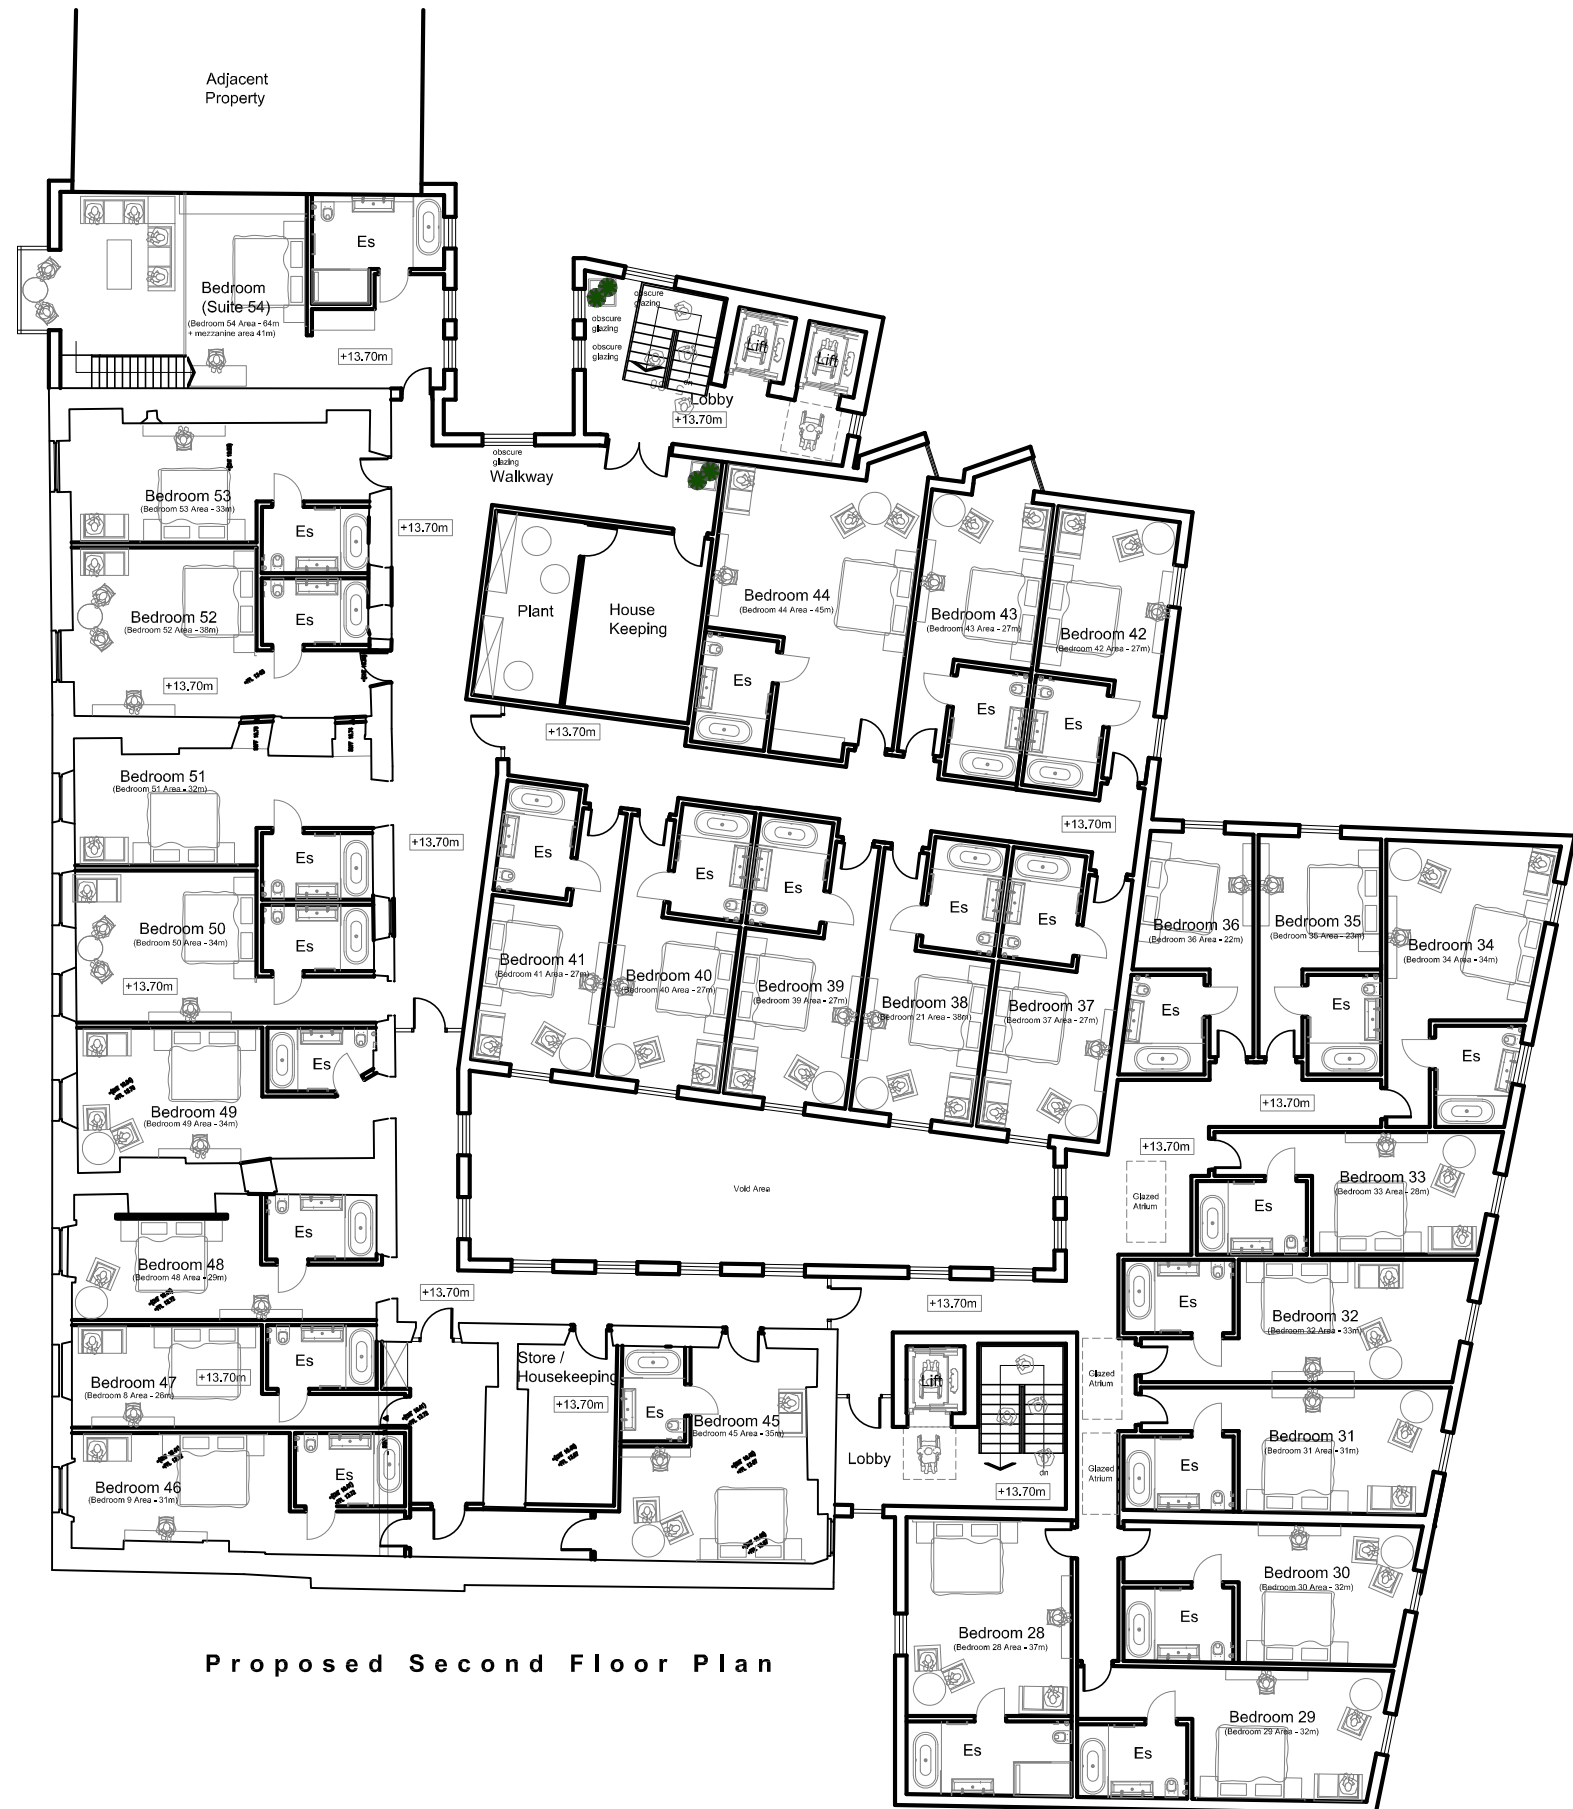 Adjacent
Property
Es
Bedroom
(Suite 54)
(Bedroom 54 Area - 64m
+ mezzanine area 41m)
+13.70m
obscure
glazing
obscure
glazing
obscure
glazing
Lift
Lift
dn
Lobby
+13.70m
obscure
glazing
Walkway
Bedroom 53
(Bedroom 53 Area - 33m)
Es
+13.70m
Bedroom 52
(Bedroom 52 Area - 38m)
Es
+13.70m
Plant
House
Keeping
Bedroom 44
(Bedroom 44 Area - 45m)
Es
Bedroom 43
(Bedroom 43 Area - 27m)
Es
Bedroom 42
(Bedroom 42 Area - 27m)
Es
+13.70m
Bedroom 51
(Bedroom 51 Area - 32m)
Es
+13.70m
+13.70m
Bedroom 50
(Bedroom 50 Area - 34m)
Es
+13.70m
Es
Bedroom 41
(Bedroom 41 Area - 27m)
Es
Bedroom 40
(Bedroom 40 Area - 27m)
Es
Bedroom 39
(Bedroom 39 Area - 27m)
Es
Bedroom 38
(Bedroom 21 Area - 38m)
Es
Bedroom 37
(Bedroom 37 Area - 27m)
Bedroom 36
(Bedroom 36 Area - 22m)
Es
Bedroom 35
(Bedroom 35 Area - 23m)
Es
Bedroom 34
(Bedroom 34 Area - 34m)
Es
+13.70m
+13.70m
Es
Bedroom 49
(Bedroom 49 Area - 34m)
Void Area
Glazed
Atrium
Bedroom 33
(Bedroom 33 Area - 28m)
Es
Es
Bedroom 48
(Bedroom 48 Area - 29m)
+13.70m
+13.70m
Es
Bedroom 32
(Bedroom 32 Area - 33m)
Bedroom 47
(Bedroom 8 Area - 26m)
+13.70m
Es
Store /
Housekeeping
+13.70m
Es
Bedroom 45
(Bedroom 45 Area - 35m)
Lift
Glazed
Atrium
Bedroom 31
(Bedroom 31 Area - 31m)
Es
Glazed
Atrium
Lobby
dn
+13.70m
Bedroom 46
(Bedroom 9 Area - 31m)
Es
Bedroom 30
(Bedroom 30 Area - 32m)
Es
Bedroom 28
(Bedroom 28 Area - 37m)
Es
Bedroom 29
(Bedroom 29 Area - 32m)
Es
Proposed Second Floor Plan